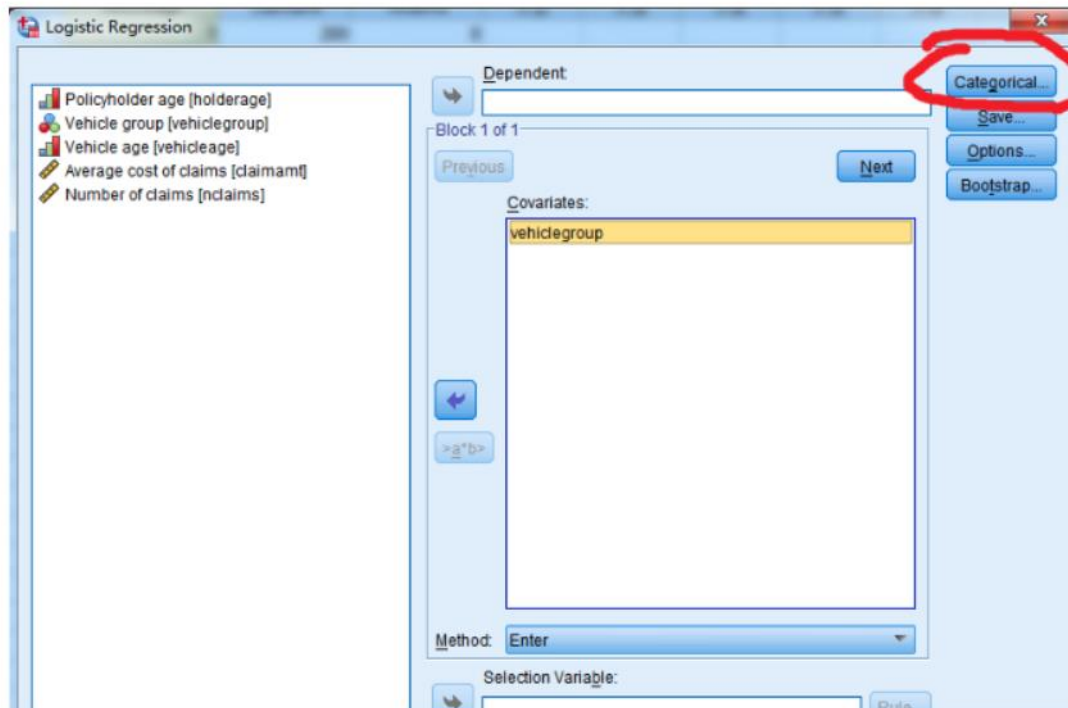 Logistic Regression
Policyholder age [holderage]
Vehicle group [vehiclegroup]
Vehicle age [vehicleage]
Average cost of claims [claimamt]
Number of claims [nclaims]
Dependent:
Block 1 of 1
Previous
Next
Covariates:
vehiclegroup
>a*b>
Method:
Enter
Selection Variable:
Rule...
Categorical...
Save...
Options...
Bootstrap...